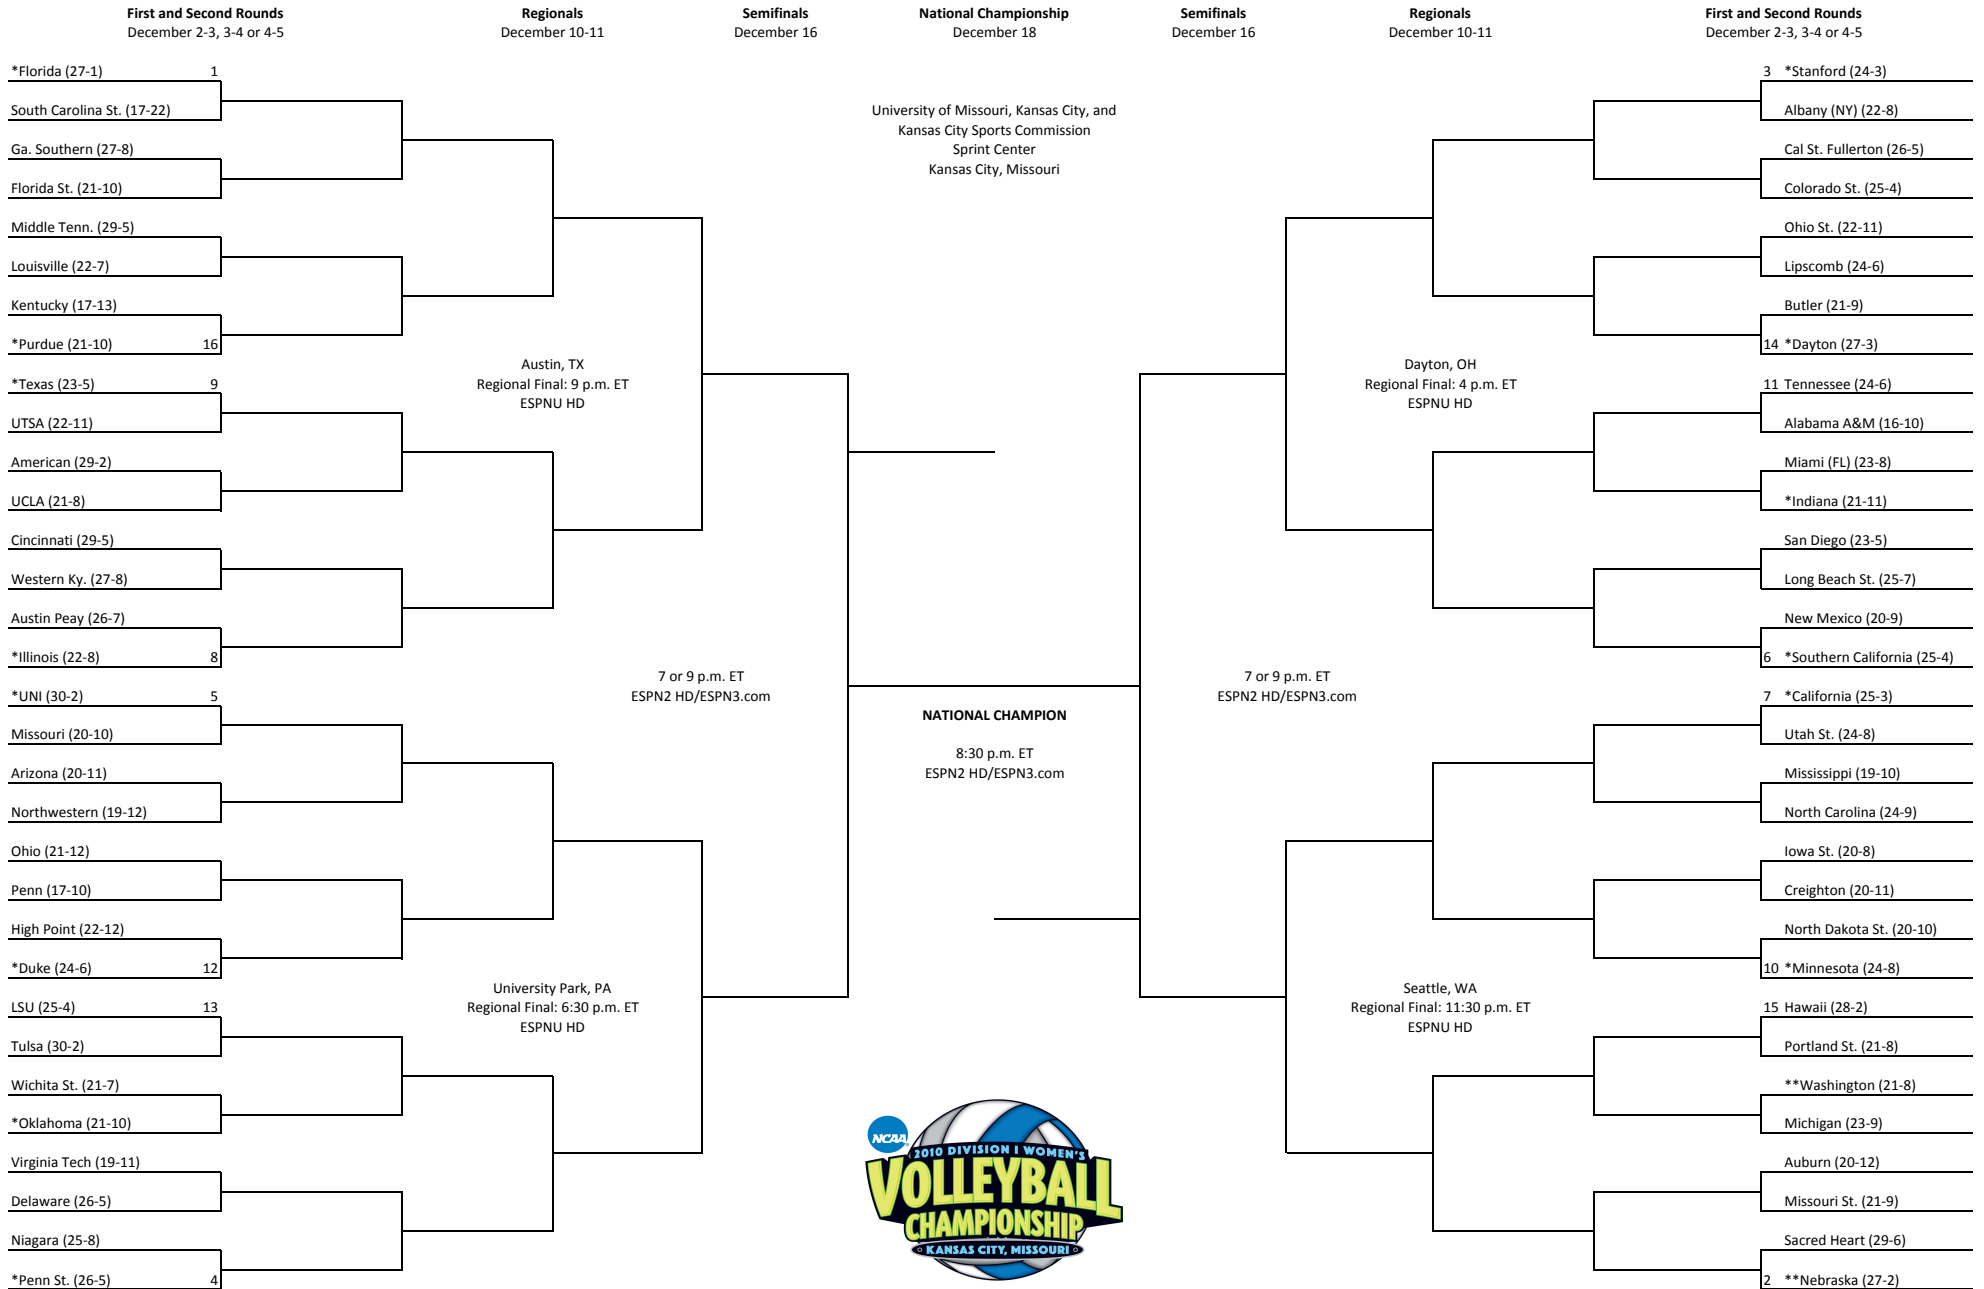 First and Second Rounds
December 2-3, 3-4 or 4-5
Regionals
December 10-11
Semifinals
December 16
National Championship
December 18
Semifinals
December 16
Regionals
December 10-11
First and Second Rounds
December 2-3, 3-4 or 4-5
*Florida (27-1) 1
South Carolina St. (17-22)
Ga. Southern (27-8)
Florida St. (21-10)
Middle Tenn. (29-5)
Louisville (22-7)
Kentucky (17-13)
*Purdue (21-10) 16
*Texas (23-5) 9
UTSA (22-11)
American (29-2)
UCLA (21-8)
Cincinnati (29-5)
Western Ky. (27-8)
Austin Peay (26-7)
*Illinois (22-8) 8
*UNI (30-2) 5
Missouri (20-10)
Arizona (20-11)
Northwestern (19-12)
Ohio (21-12)
Penn (17-10)
High Point (22-12)
*Duke (24-6) 12
LSU (25-4) 13
Tulsa (30-2)
Wichita St. (21-7)
*Oklahoma (21-10)
Virginia Tech (19-11)
Delaware (26-5)
Niagara (25-8)
*Penn St. (26-5) 4
Austin, TX
Regional Final: 9 p.m. ET
ESPNU HD
University Park, PA
Regional Final: 6:30 p.m. ET
ESPNU HD
7 or 9 p.m. ET
ESPN2 HD/ESPN3.com
University of Missouri, Kansas City, and
Kansas City Sports Commission
Sprint Center
Kansas City, Missouri
NATIONAL CHAMPION
8:30 p.m. ET
ESPN2 HD/ESPN3.com
NCAA
2010 DIVISION I WOMEN'S
VOLLEYBALL
CHAMPIONSHIP
KANSAS CITY, MISSOURI
7 or 9 p.m. ET
ESPN2 HD/ESPN3.com
Dayton, OH
Regional Final: 4 p.m. ET
ESPNU HD
Seattle, WA
Regional Final: 11:30 p.m. ET
ESPNU HD
3 *Stanford (24-3)
Albany (NY) (22-8)
Cal St. Fullerton (26-5)
Colorado St. (25-4)
Ohio St. (22-11)
Lipscomb (24-6)
Butler (21-9)
14 *Dayton (27-3)
11 Tennessee (24-6)
Alabama A&M (16-10)
Miami (FL) (23-8)
*Indiana (21-11)
San Diego (23-5)
Long Beach St. (25-7)
New Mexico (20-9)
6 *Southern California (25-4)
7 *California (25-3)
Utah St. (24-8)
Mississippi (19-10)
North Carolina (24-9)
Iowa St. (20-8)
Creighton (20-11)
North Dakota St. (20-10)
10 *Minnesota (24-8)
15 Hawaii (28-2)
Portland St. (21-8)
**Washington (21-8)
Michigan (23-9)
Auburn (20-12)
Missouri St. (21-9)
Sacred Heart (29-6)
2 **Nebraska (27-2)